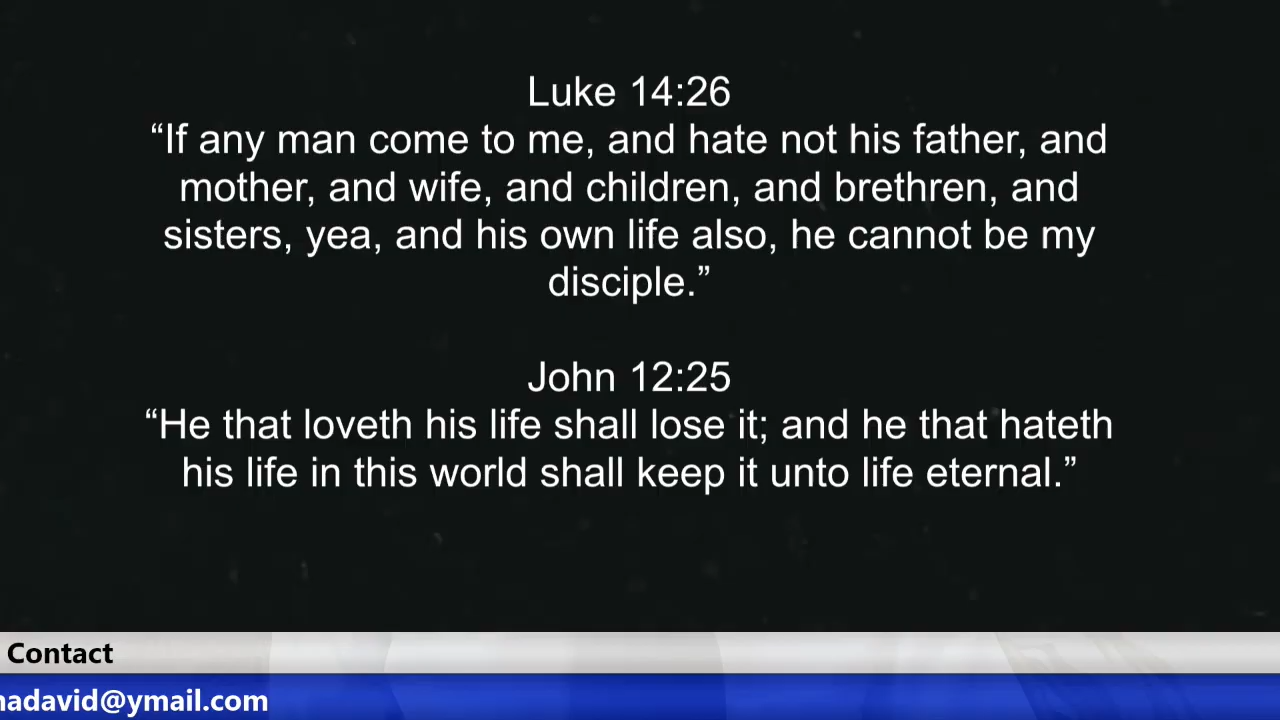 Luke 14:26
“If any man come to me, and hate not his father, and
mother, and wife, and children, and brethren, and
sisters, yea, and his own life also, he cannot be my
disciple.”
John 12:25
“He that loveth his life shall lose it; and he that hateth
his life in this world shall keep it unto life eternal.”
Contact
nadavid@ymail.com